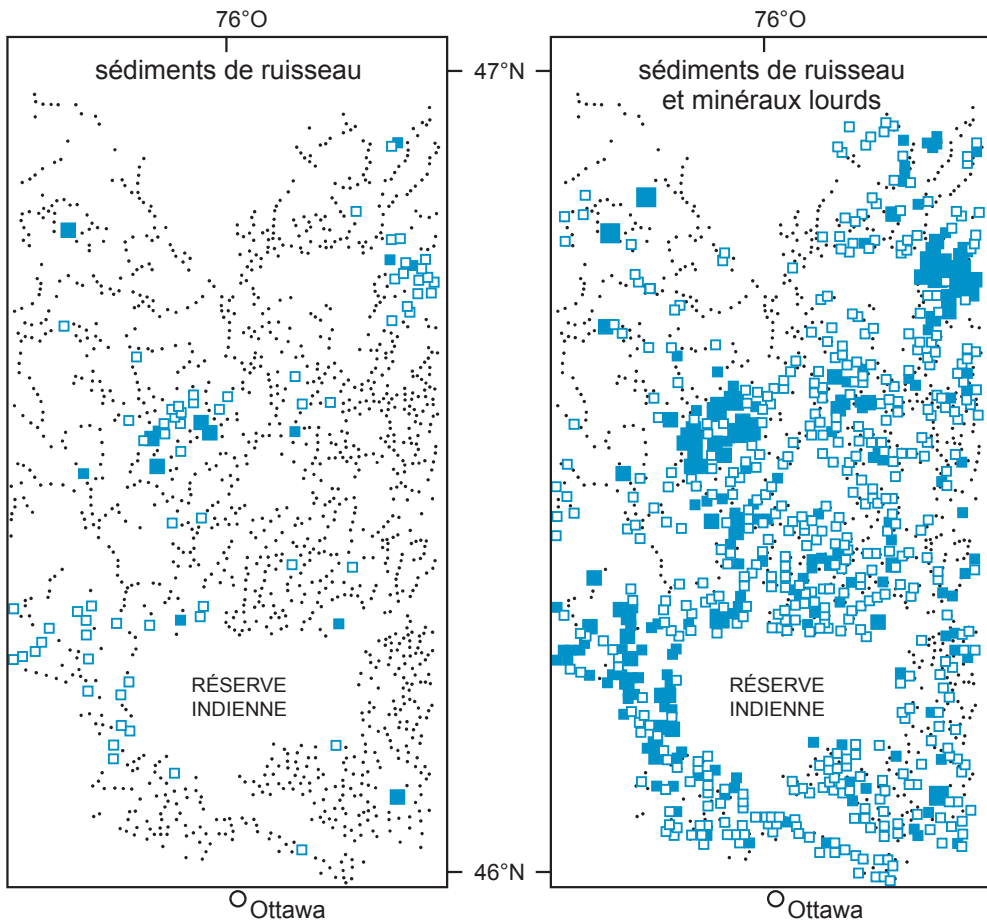 76°O
76°O
sédiments de ruisseau
47°N
sédiments de ruisseau
et minéraux lourds
RÉSERVE
INDIENNE
RÉSERVE
INDIENNE
46°N
Ottawa
Ottawa